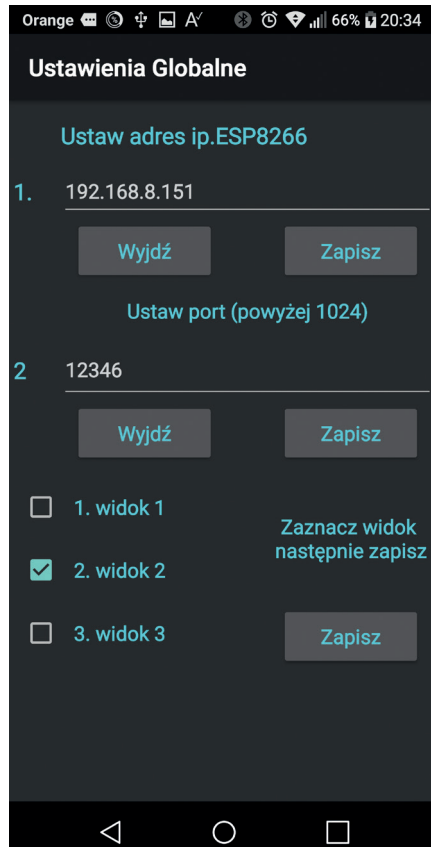 Orange 66% 20:34
Ustawienia Globalne
Ustaw adres ip.ESP8266
1. 192.168.8.151
Wyjdź Zapisz
Ustaw port (powyżej 1024)
2 12346
Wyjdź Zapisz
1. widok 1
Zaznacz widok
następnie zapisz
2. widok 2
3. widok 3 Zapisz